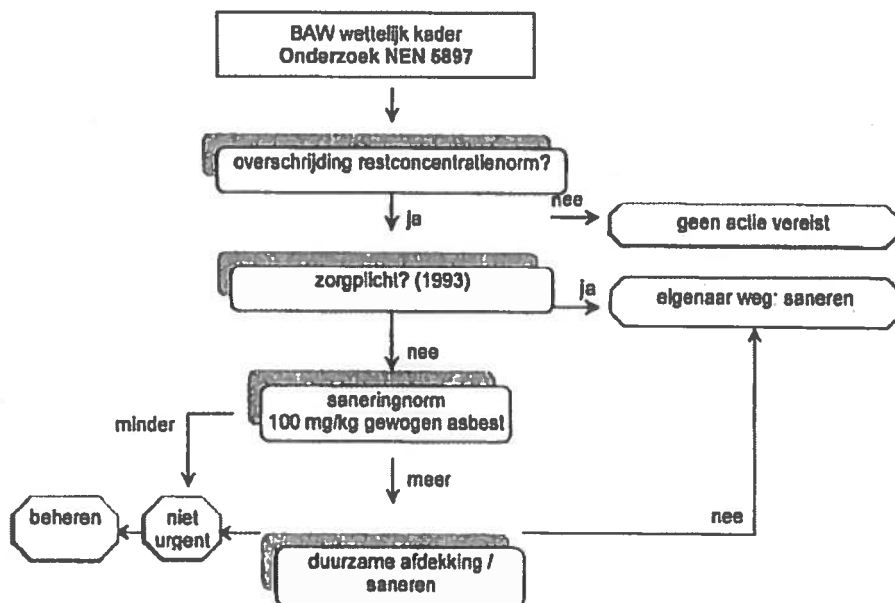 BAW wettelijk kader
Onderzoek NEN 5897
overschrijding restconcentratienorm?
nee
ja
geen actie vereist
zorgplicht? (1993)
ja
eigenaar weg: saneren
nee
saneringnorm
100 mg/kg gewogen asbest
minder
meer
beheren
niet
urgent
nee
duurzame afdekking /
saneren